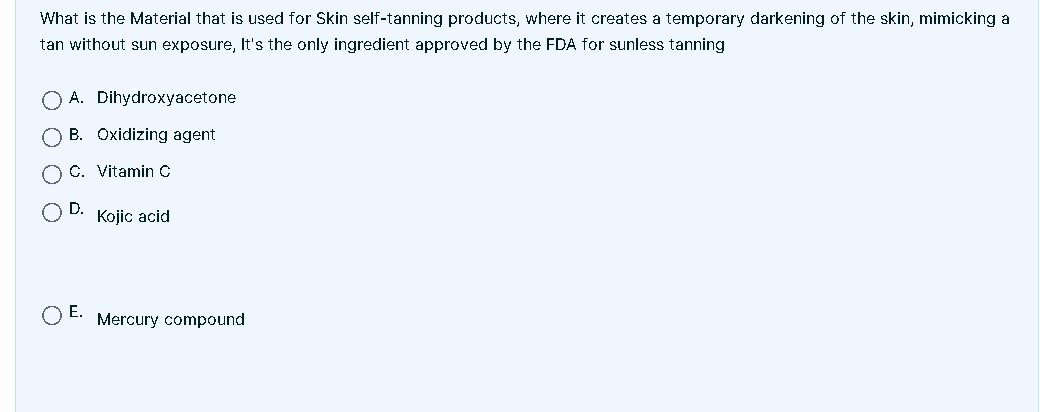 What is the Material that is used for Skin self-tanning products, where it creates a temporary darkening of the skin, mimicking a
tan without sun exposure, It's the only ingredient approved by the FDA for sunless tanning
A. Dihydroxyacetone
B. Oxidizing agent
C. Vitamin C
D. Kojic acid
E. Mercury compound